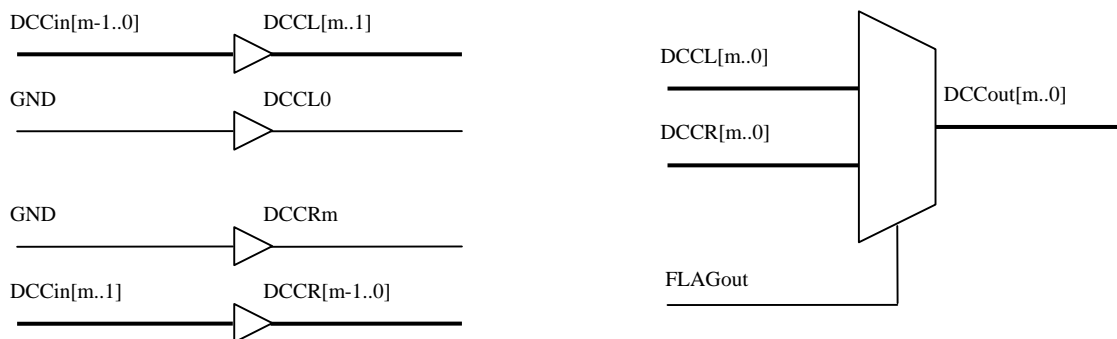 DCCin[m-1..0]
DCCL[m..1]
GND
DCCL0
GND
DCCRm
DCCin[m..1]
DCCR[m-1..0]
DCCL[m..0]
DCCR[m..0]
DCCout[m..0]
FLAGout